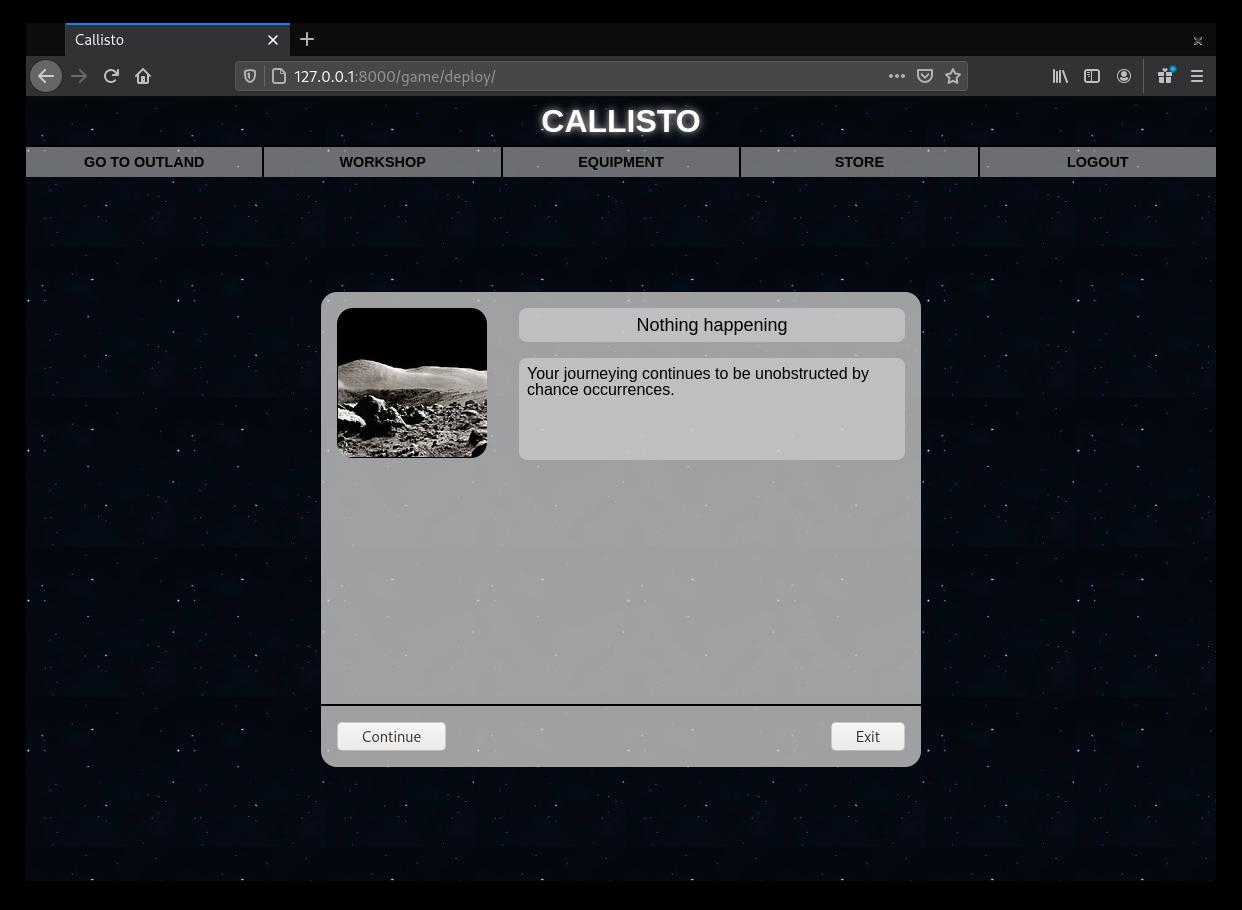 Callisto
127.0.0.1:8000/game/deploy/
CALLISTO
GO TO OUTLAND
WORKSHOP
EQUIPMENT
STORE
LOGOUT
Nothing happening
Your journeying continues to be unobstructed by
chance occurrences.
Continue
Exit